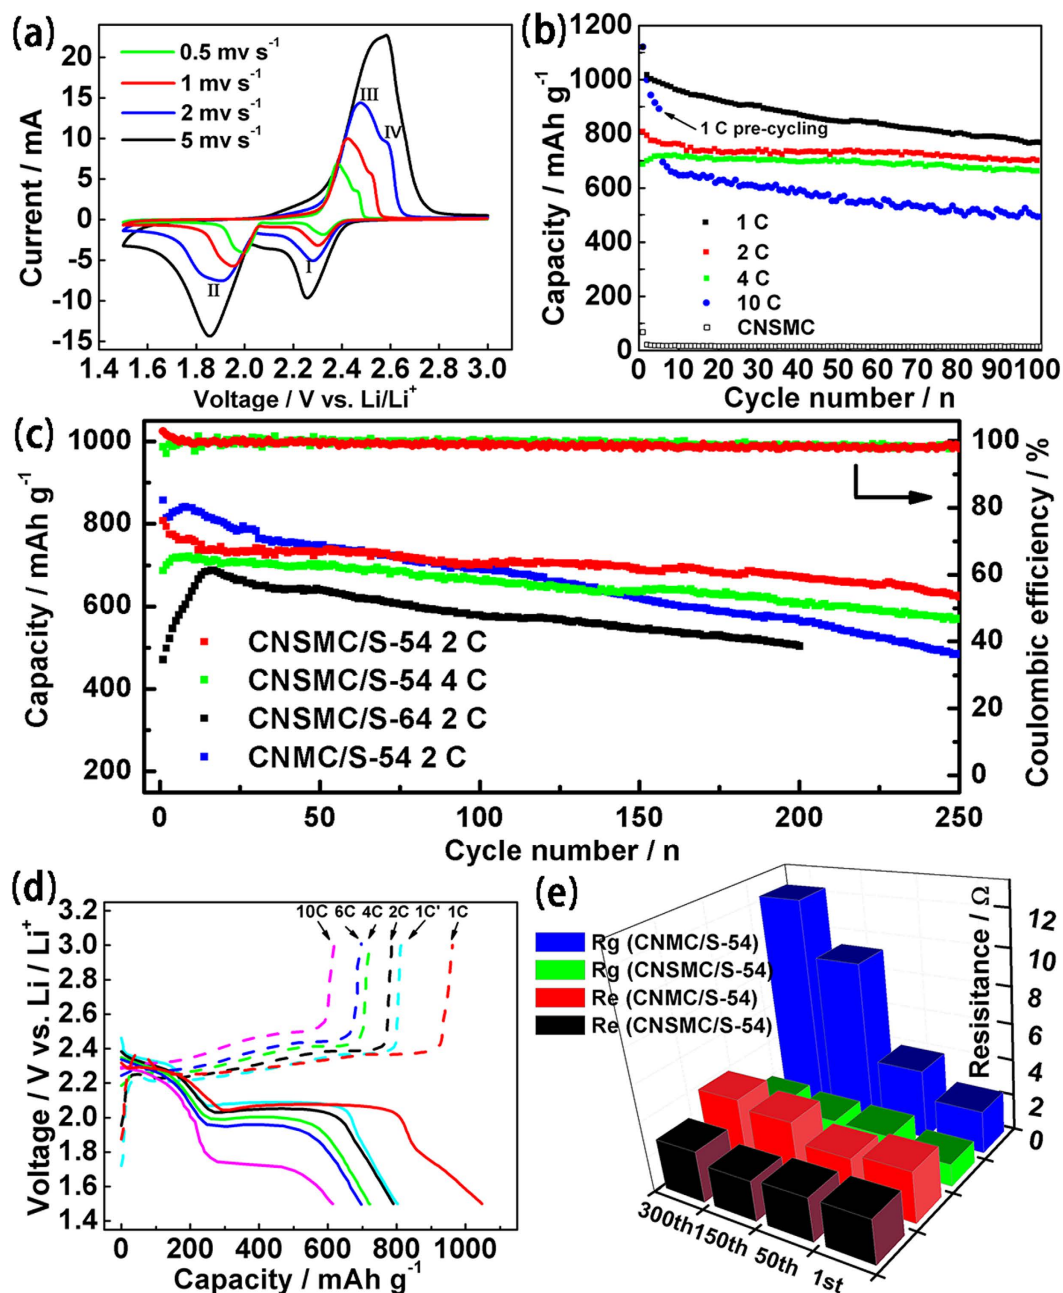 (a)
0.5 mv s⁻¹
1 mv s⁻¹
2 mv s⁻¹
5 mv s⁻¹
III
IV
I
II
Current / mA
20
15
10
5
0
-5
-10
-15
1.4 1.6 1.8 2.0 2.2 2.4 2.6 2.8 3.0
Voltage / V vs. Li/Li⁺
(b)
Capacity / mAh g⁻¹
1200
1000
800
600
400
200
0
1 C pre-cycling
1 C
2 C
4 C
10 C
CNSMC
0 10 20 30 40 50 60 70 80 90 100
Cycle number / n
(c)
Capacity / mAh g⁻¹
1000
800
600
400
200
CNSMC/S-54 2 C
CNSMC/S-54 4 C
CNSMC/S-64 2 C
CNMC/S-54 2 C
100
80
60
40
20
0
Coulombic efficiency / %
0 50 100 150 200 250
Cycle number / n
(d)
Voltage / V vs. Li / Li⁺
3.2
3.0
2.8
2.6
2.4
2.2
2.0
1.8
1.6
1.4
10C 6C 4C 2C 1C' 1C
0 200 400 600 800 1000
Capacity / mAh g⁻¹
(e)
Rg (CNMC/S-54)
Rg (CNSMC/S-54)
Re (CNMC/S-54)
Re (CNSMC/S-54)
Resisitance / Ω
12
10
8
6
4
2
0
300th
150th
50th
1st